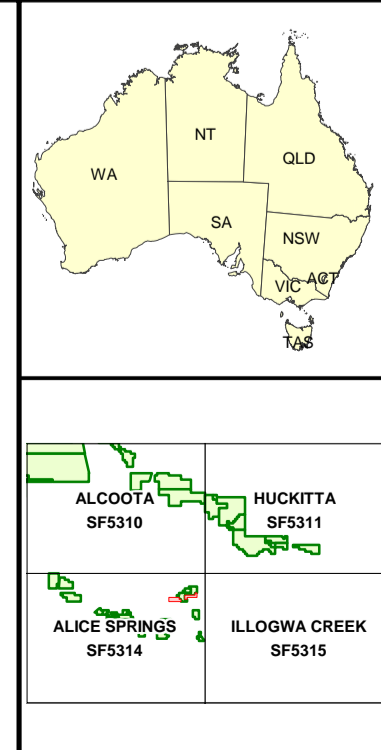 NT
QLD
WA
SA
NSW
VIC ACT
TAS
ALCOOTA
SF5310
HUCKITTA
SF5311
ALICE SPRINGS
SF5314
ILLOGWA CREEK
SF5315